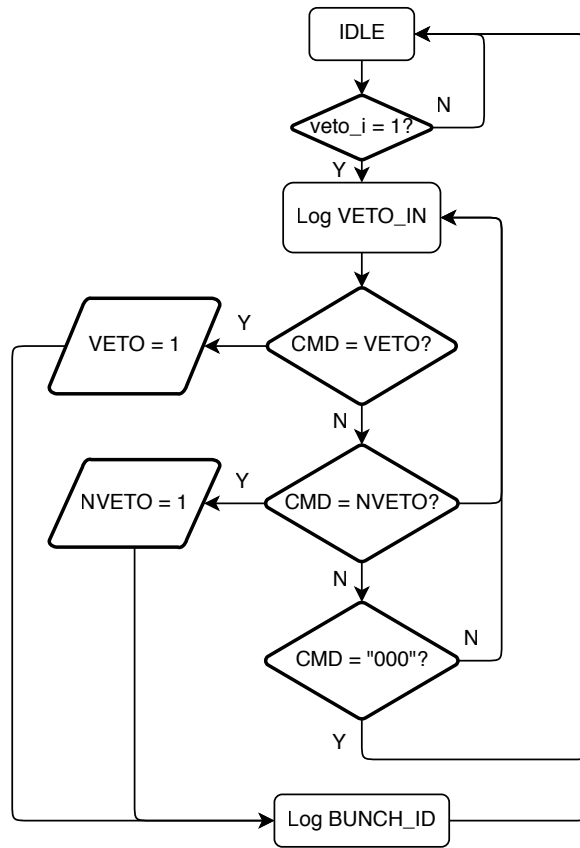 IDLE
N
veto_i = 1?
Y
Log VETO_IN
Y
VETO = 1
CMD = VETO?
N
Y
NVETO = 1
CMD = NVETO?
N
CMD = "000"?
N
Y
Log BUNCH_ID